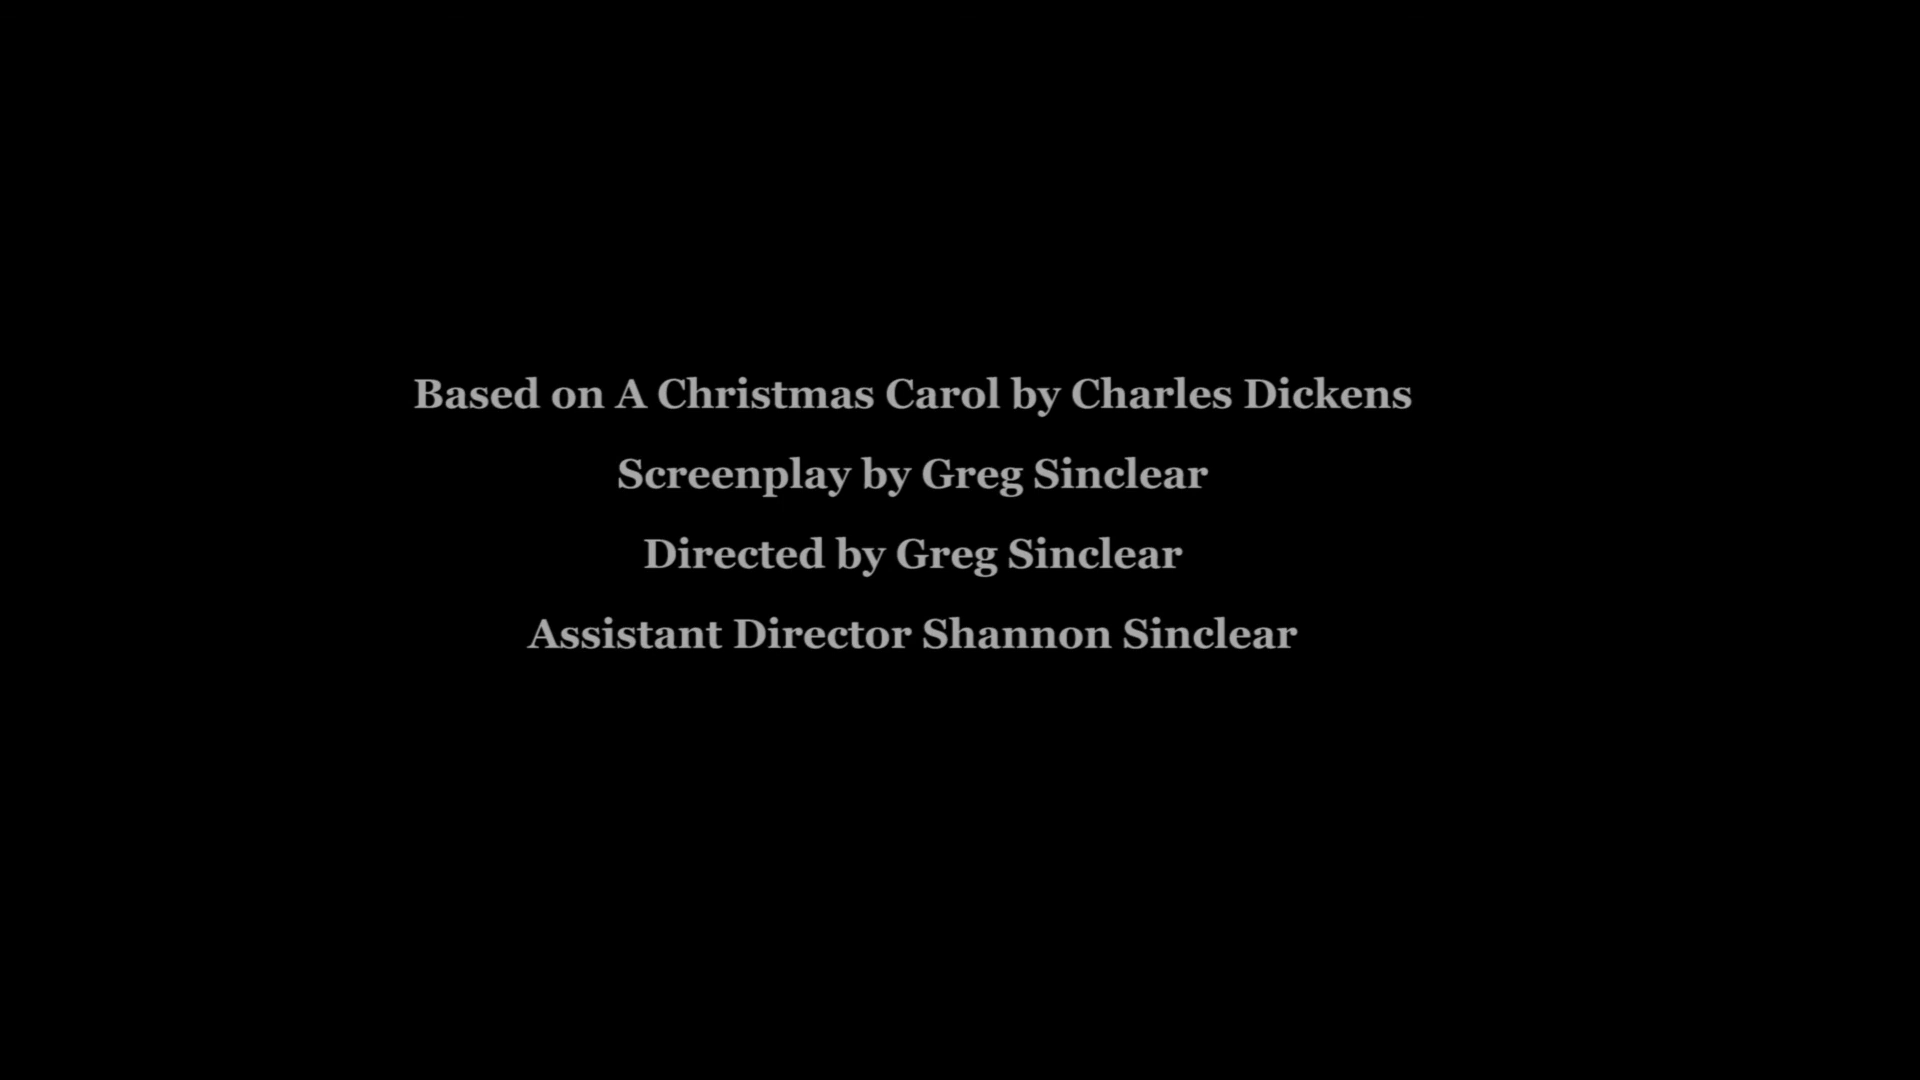 Based on A Christmas Carol by Charles Dickens
Screenplay by Greg Sinclear
Directed by Greg Sinclear
Assistant Director Shannon Sinclear